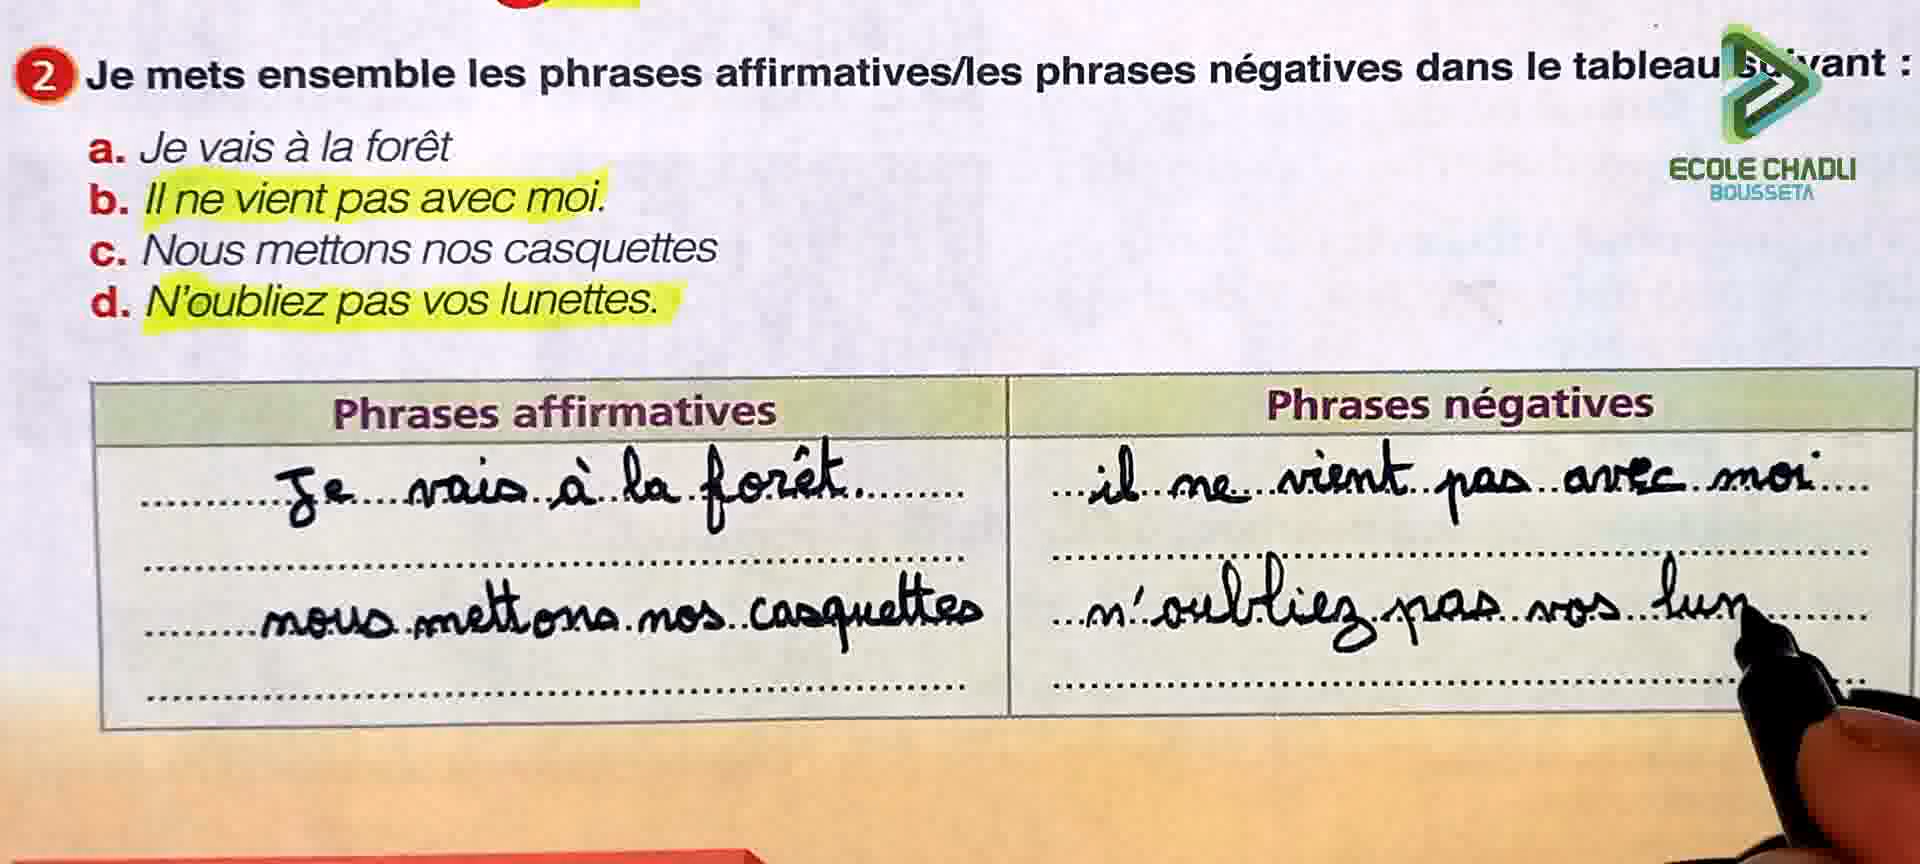 2 Je mets ensemble les phrases affirmatives/les phrases négatives dans le tableau suivant :
ECOLE CHADLI
BOUSSETA
a. Je vais à la forêt
b. Il ne vient pas avec moi.
c. Nous mettons nos casquettes
d. N'oubliez pas vos lunettes.
Phrases affirmatives
Phrases négatives
Je vais à la forêt.
il ne vient pas avec moi
nous mettons nos casquettes
n'oubliez pas vos lun